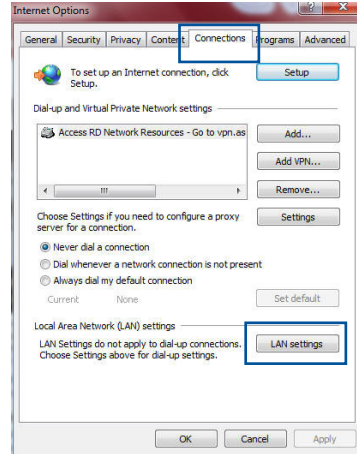 Internet Options
General Security Privacy Content Connections Programs Advanced
To set up an Internet connection, click
Setup.
Setup
Dial-up and Virtual Private Network settings
Access RD Network Resources - Go to vpn.as
Add...
Add VPN...
Remove...
Choose Settings if you need to configure a proxy
server for a connection.
Settings
Never dial a connection
Dial whenever a network connection is not present
Always dial my default connection
Current None
Set default
Local Area Network (LAN) settings
LAN Settings do not apply to dial-up connections.
Choose Settings above for dial-up settings.
LAN settings
OK Cancel Apply